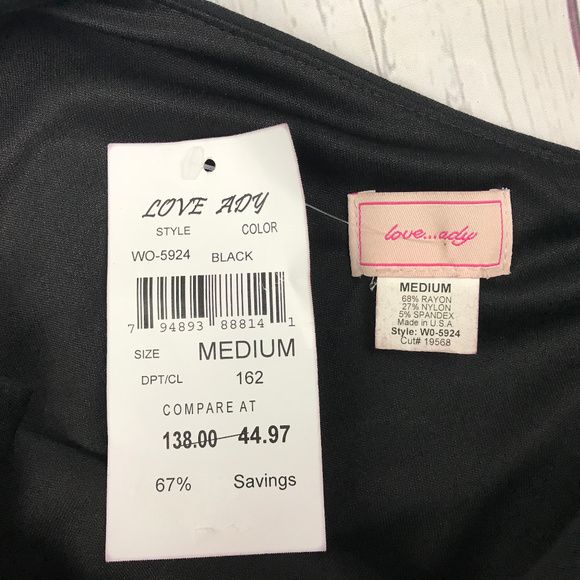 LOVE ADY
STYLE COLOR
WO-5924 BLACK
7 94893 88814 1
SIZE MEDIUM
DPT/CL 162
COMPARE AT
138.00 44.97
67% Savings
love...ady
MEDIUM
68% RAYON
27% NYLON
5% SPANDEX
Made in U.S.A
Style: W0-5924
Cut# 19568